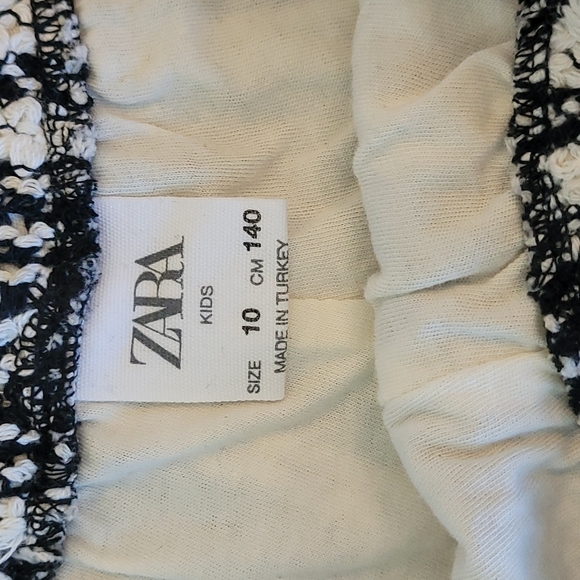 ZARA
KIDS
SIZE 10 CM 140
MADE IN TURKEY